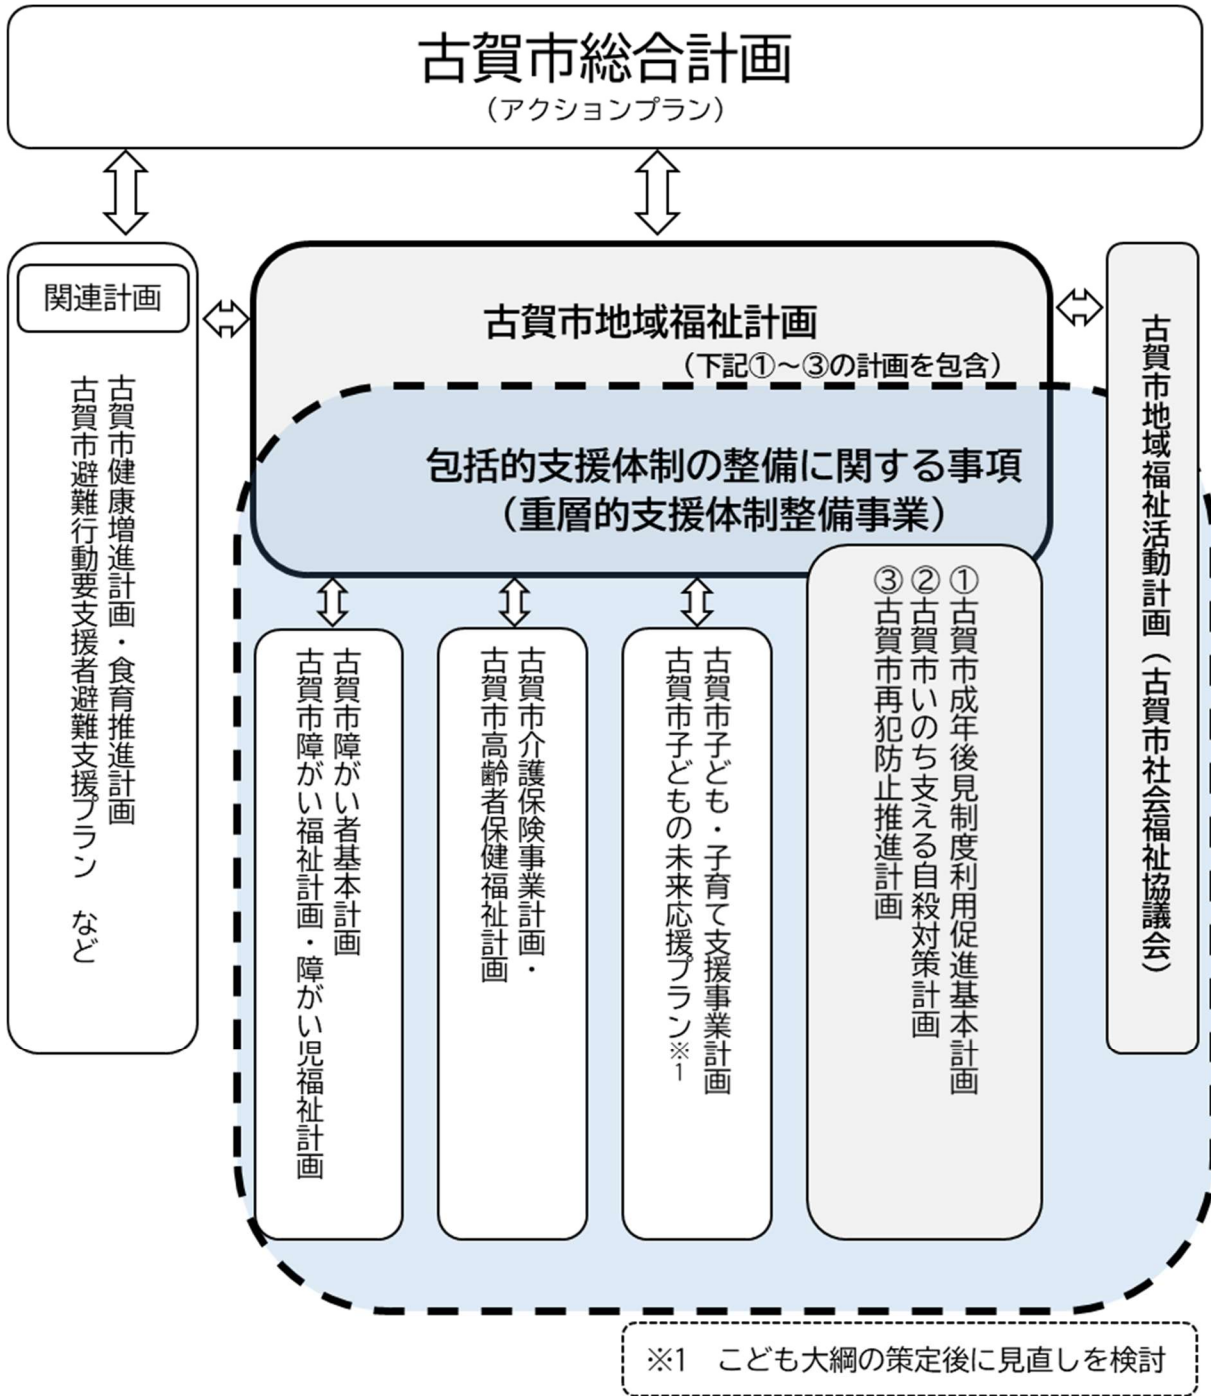 古賀市総合計画
（アクションプラン）
関連計画
古賀市健康増進計画・食育推進計画
古賀市避難行動要支援者避難支援プラン　など
古賀市地域福祉計画
（下記①～③の計画を包含）
包括的支援体制の整備に関する事項
（重層的支援体制整備事業）
古賀市障がい者基本計画
古賀市障がい福祉計画・障がい児福祉計画
古賀市介護保険事業計画・
古賀市高齢者保健福祉計画
古賀市子ども・子育て支援事業計画
古賀市子どもの未来応援プラン※1
①古賀市成年後見制度利用促進基本計画
②古賀市いのち支える自殺対策計画
③古賀市再犯防止推進計画
古賀市地域福祉活動計画（古賀市社会福祉協議会）
※1　こども大綱の策定後に見直しを検討